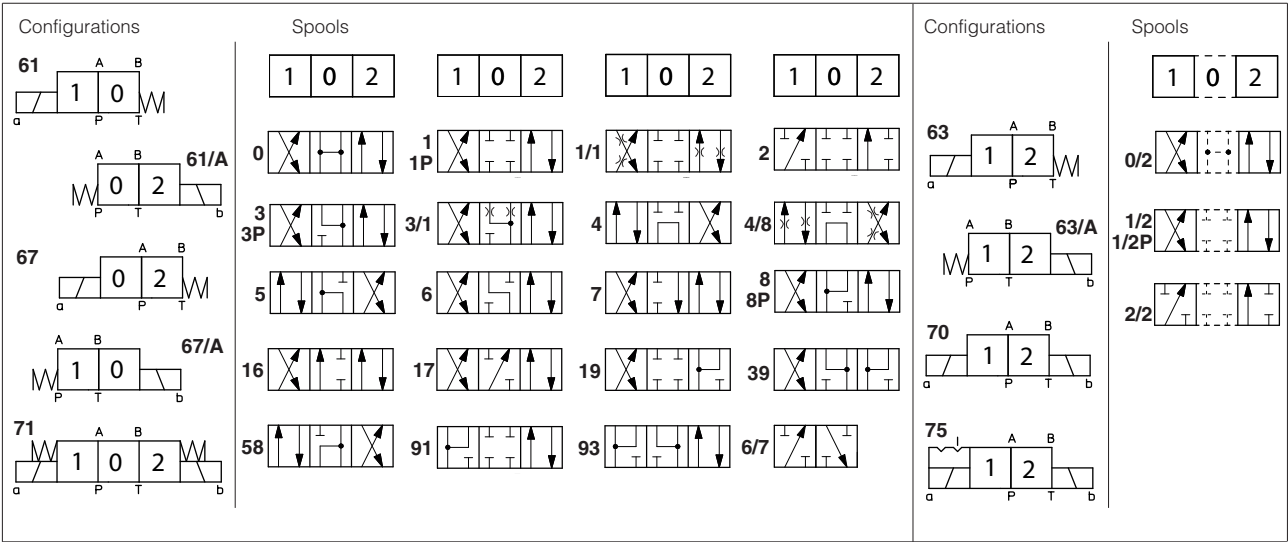 Configurations
Spools
Configurations
Spools
61
A B
1 0
a P T
61/A
0 2
P T b
67
A B
0 2
a P T
67/A
A B
1 0
P T b
71
A B
1 0 2
a P T b
1 0 2
1 0 2
1 0 2
1 0 2
0
1
1P
1/1
2
3
3P
3/1
4
4/8
5
6
7
8
8P
16
17
19
39
58
91
93
6/7
63
A B
1 2
a P T
63/A
A B
1 2
P T b
70
A B
1 2
a P T b
75
A B
1 2
a P T b
1 0 2
0/2
1/2
1/2P
2/2